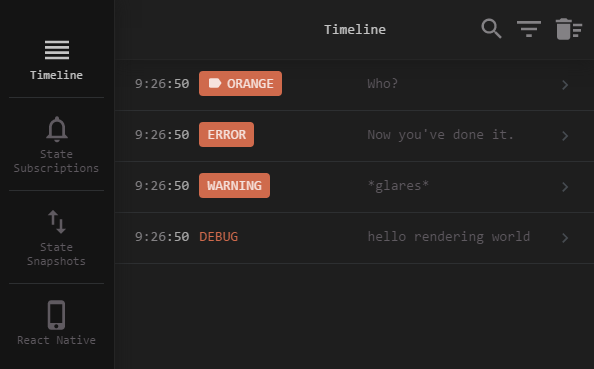 Timeline
Timeline
State
Subscriptions
State
Snapshots
React Native
9:26:50 ORANGE Who?
9:26:50 ERROR Now you've done it.
9:26:50 WARNING *glares*
9:26:50 DEBUG hello rendering world